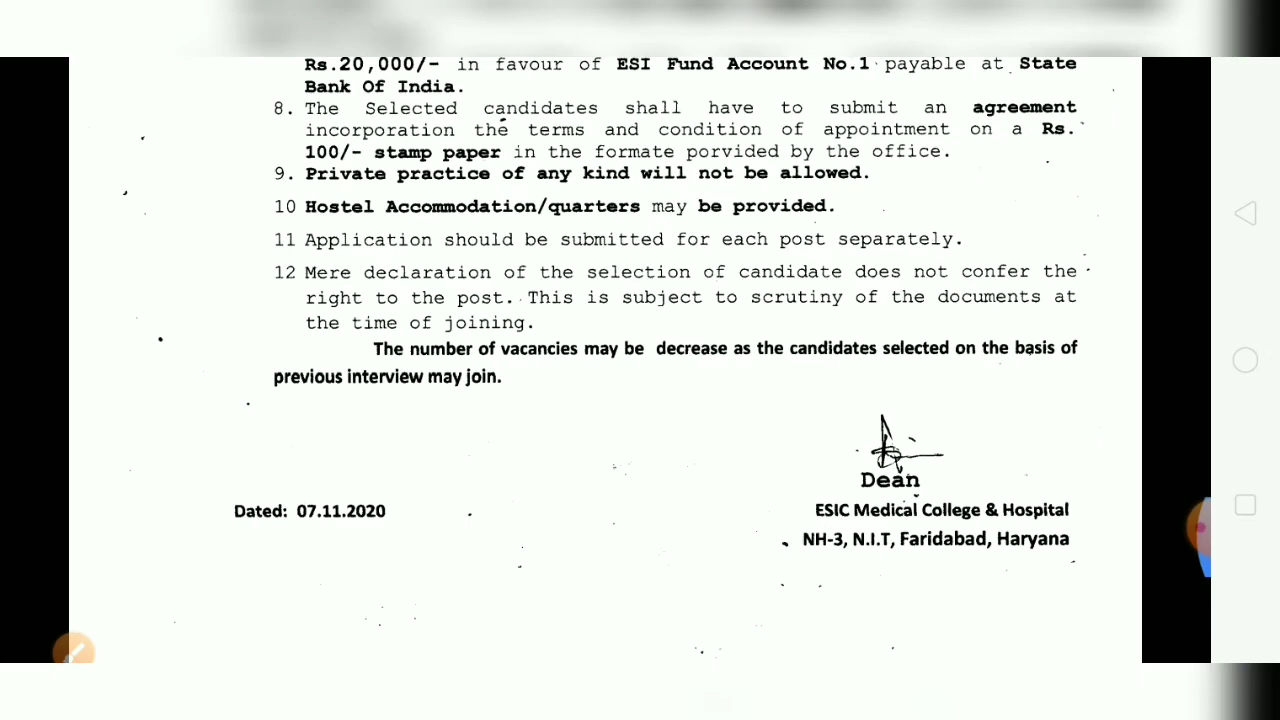 Rs.20,000/- in favour of ESI Fund Account No.1 payable at State
Bank Of India.
8. The Selected candidates shall have to submit an agreement
incorporation the terms and condition of appointment on a Rs.
100/- stamp paper in the formate porvided by the office.
9. Private practice of any kind will not be allowed.
10 Hostel Accommodation/quarters may be provided.
11 Application should be submitted for each post separately.
12 Mere declaration of the selection of candidate does not confer the
right to the post. This is subject to scrutiny of the documents at
the time of joining.
The number of vacancies may be decrease as the candidates selected on the basis of
previous interview may join.
Dean
Dated: 07.11.2020
ESIC Medical College & Hospital
NH-3, N.I.T, Faridabad, Haryana